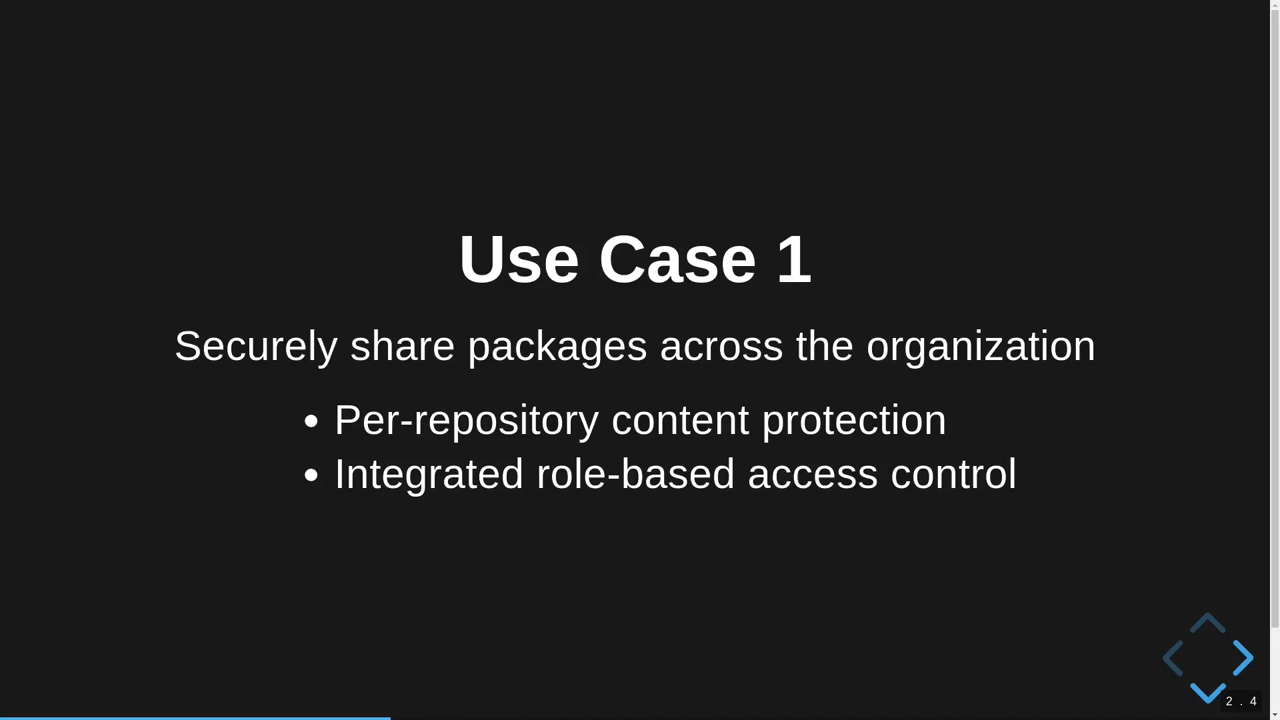 Use Case 1
Securely share packages across the organization
• Per-repository content protection
• Integrated role-based access control
2 . 4